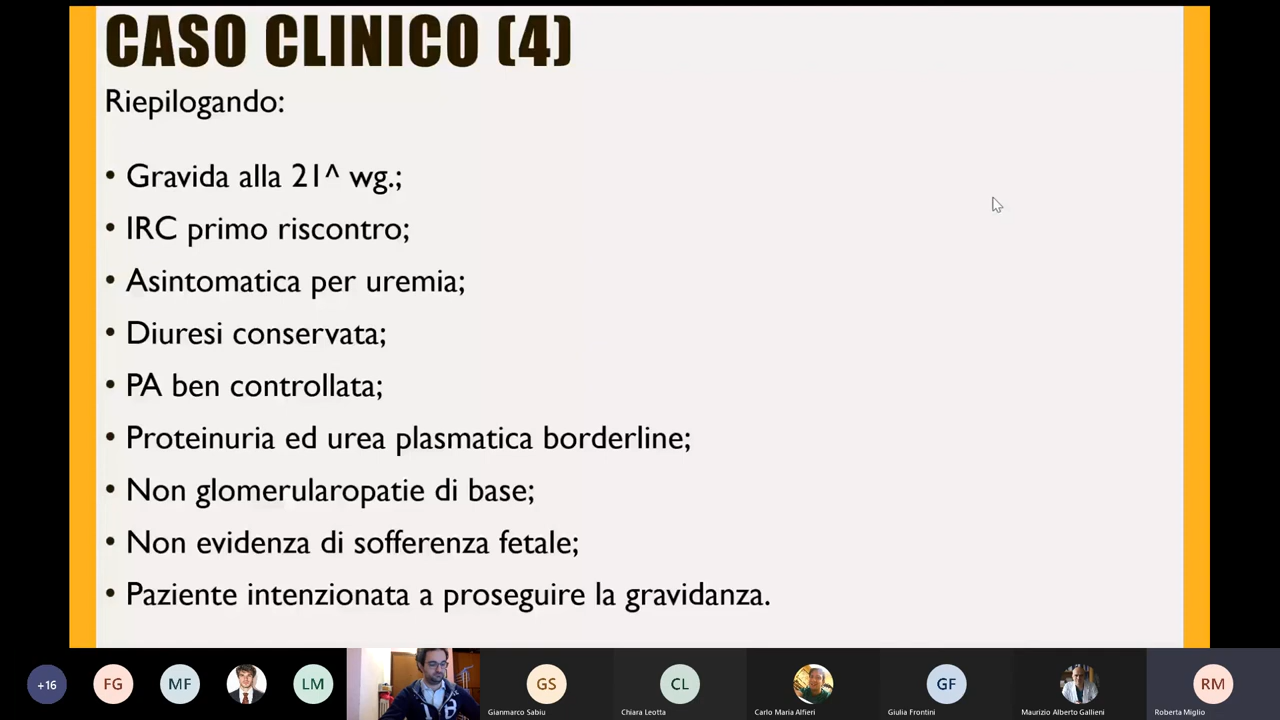 CASO CLINICO (4)
Riepilogando:
• Gravida alla 21^ wg.;
• IRC primo riscontro;
• Asintomatica per uremia;
• Diuresi conservata;
• PA ben controllata;
• Proteinuria ed urea plasmatica borderline;
• Non glomerularopatie di base;
• Non evidenza di sofferenza fetale;
• Paziente intenzionata a proseguire la gravidanza.
+16 FG MF LM GS CL GF RM
Gianmarco Sabiu Chiara Leotta Carlo Maria Alfieri Giulia Frontini Maurizio Alberto Gallieni Roberta Miglio